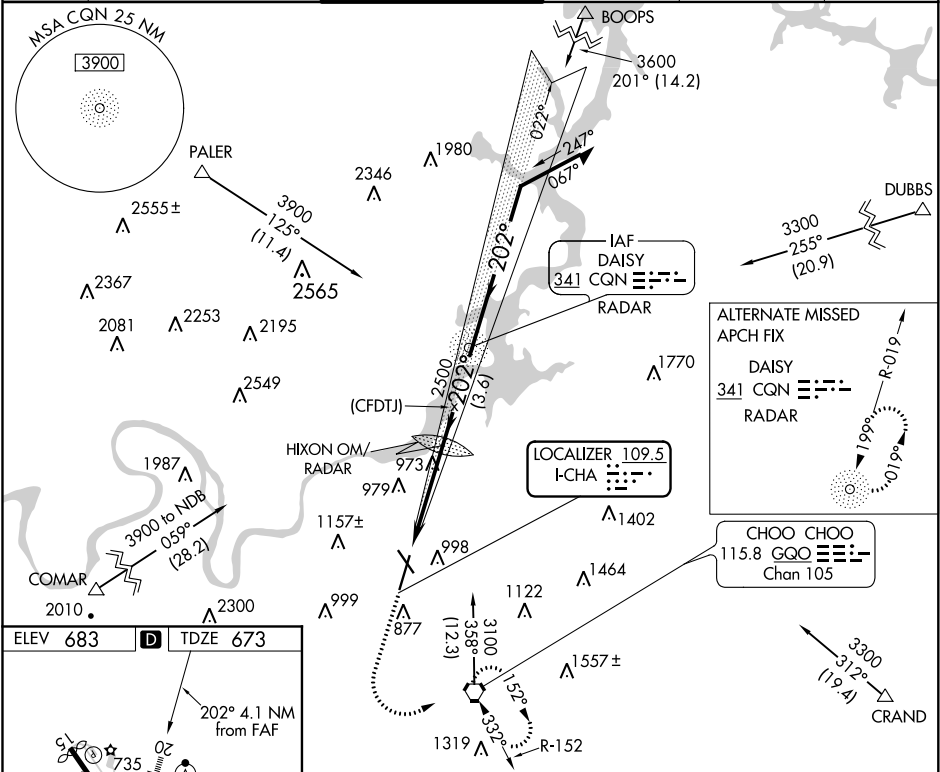 MSA CQN 25 NM
3900
BOOPS
3600
201° (14.2)
022°
247°
067°
PALER
3900
125°
(11.4)
1980
2346
2555±
2565
2367
2081
2253
2195
2549
202°
IAF
DAISY
341 CQN
RADAR
DUBBS
3300
255°
(20.9)
ALTERNATE MISSED
APCH FIX
DAISY
341 CQN
RADAR
R-019
199°
019°
1770
2500
202°
(3.6)
(CFDTJ)
HIXON OM/
RADAR
973
979
LOCALIZER 109.5
I-CHA
1987
1157±
998
1402
CHOO CHOO
115.8 GQO
Chan 105
3900 to NDB
059°
(28.2)
COMAR
2010
2300
999
877
1122
1464
3100
358°
(12.3)
1557±
152°
332°
R-152
1319
3300
312°
(19.4)
CRAND
ELEV 683 D TDZE 673
202° 4.1 NM
from FAF
15
P
735
20
A